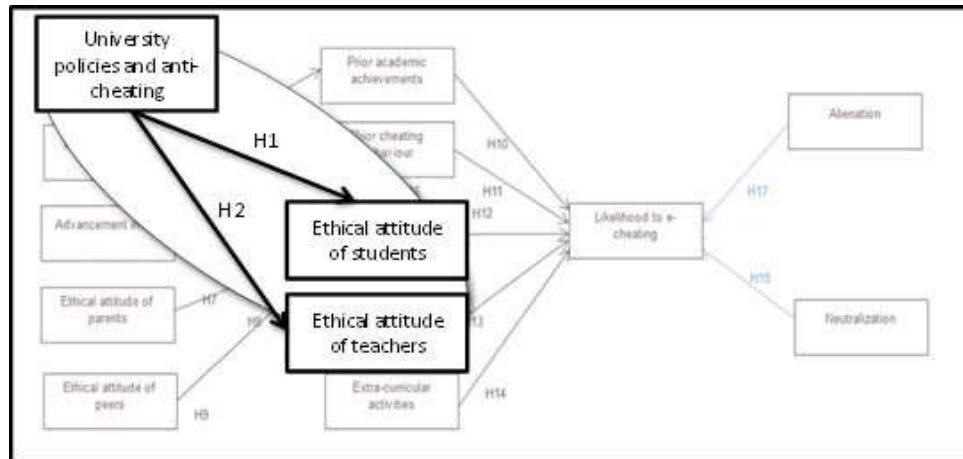 University
policies and anti-
cheating
H1
H2
Ethical attitude
of students
Ethical attitude
of teachers
Prior academic
achievements
cheating
H10
H11
H12
Advancement
Ethical attitude of
parents
H7
Ethical attitude of
peers
H9
Extra-curricular
activities
H14
Likelihood to e-
cheating
Alienation
H17
Neutralization